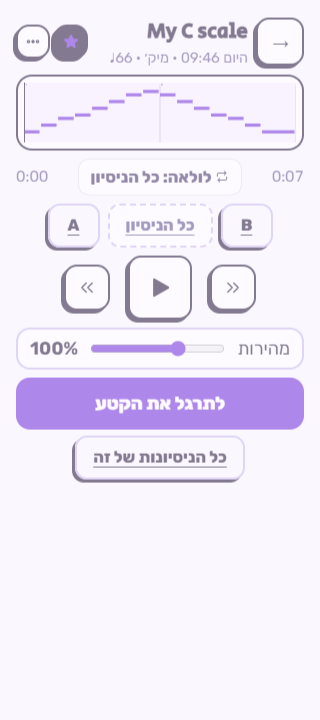 My C scale
היום 09:46 • מיק׳ • 66♩
0:00
לולאה: כל הניסיון
0:07
A
כל הניסיון
B
מהירות
100%
לתרגל את הקטע
כל הניסיונות של זה